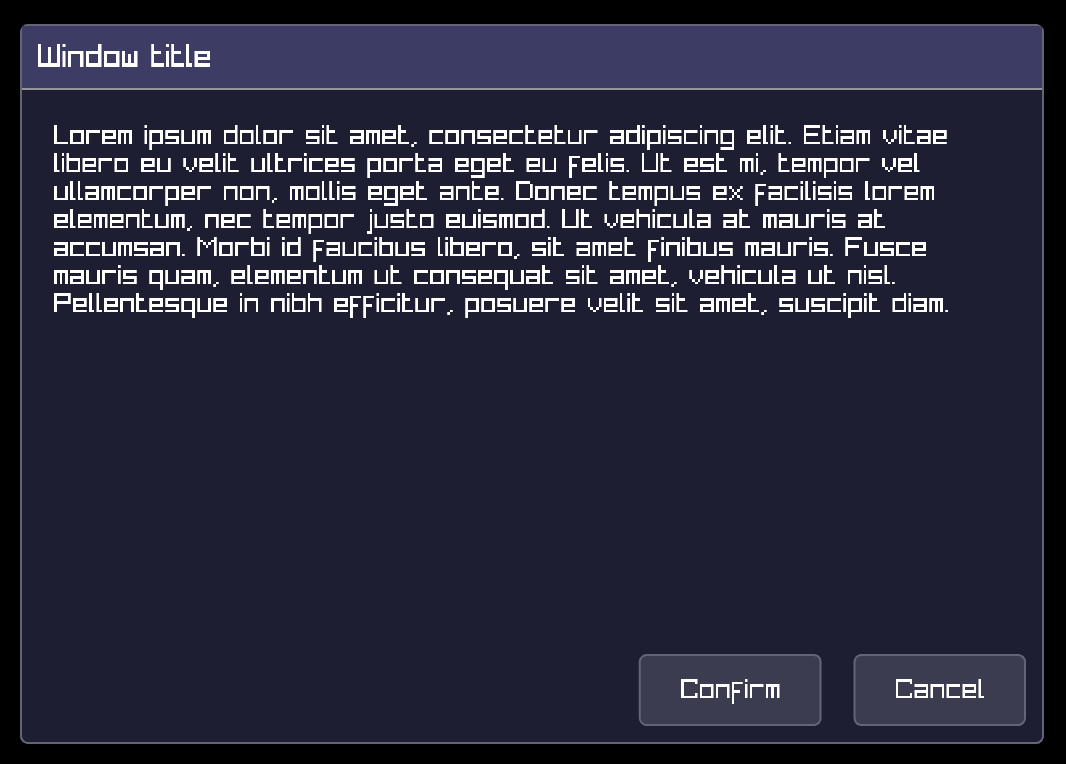 Window title
Lorem ipsum dolor sit amet, consectetur adipiscing elit. Etiam vitae
libero eu velit ultrices porta eget eu felis. Ut est mi, tempor vel
ullamcorper non, mollis eget ante. Donec tempus ex facilisis lorem
elementum, nec tempor justo euismod. Ut vehicula at mauris at
accumsan. Morbi id faucibus libero, sit amet finibus mauris. Fusce
mauris quam, elementum ut consequat sit amet, vehicula ut nisl.
Pellentesque in nibh efficitur, posuere velit sit amet, suscipit diam.
Confirm Cancel